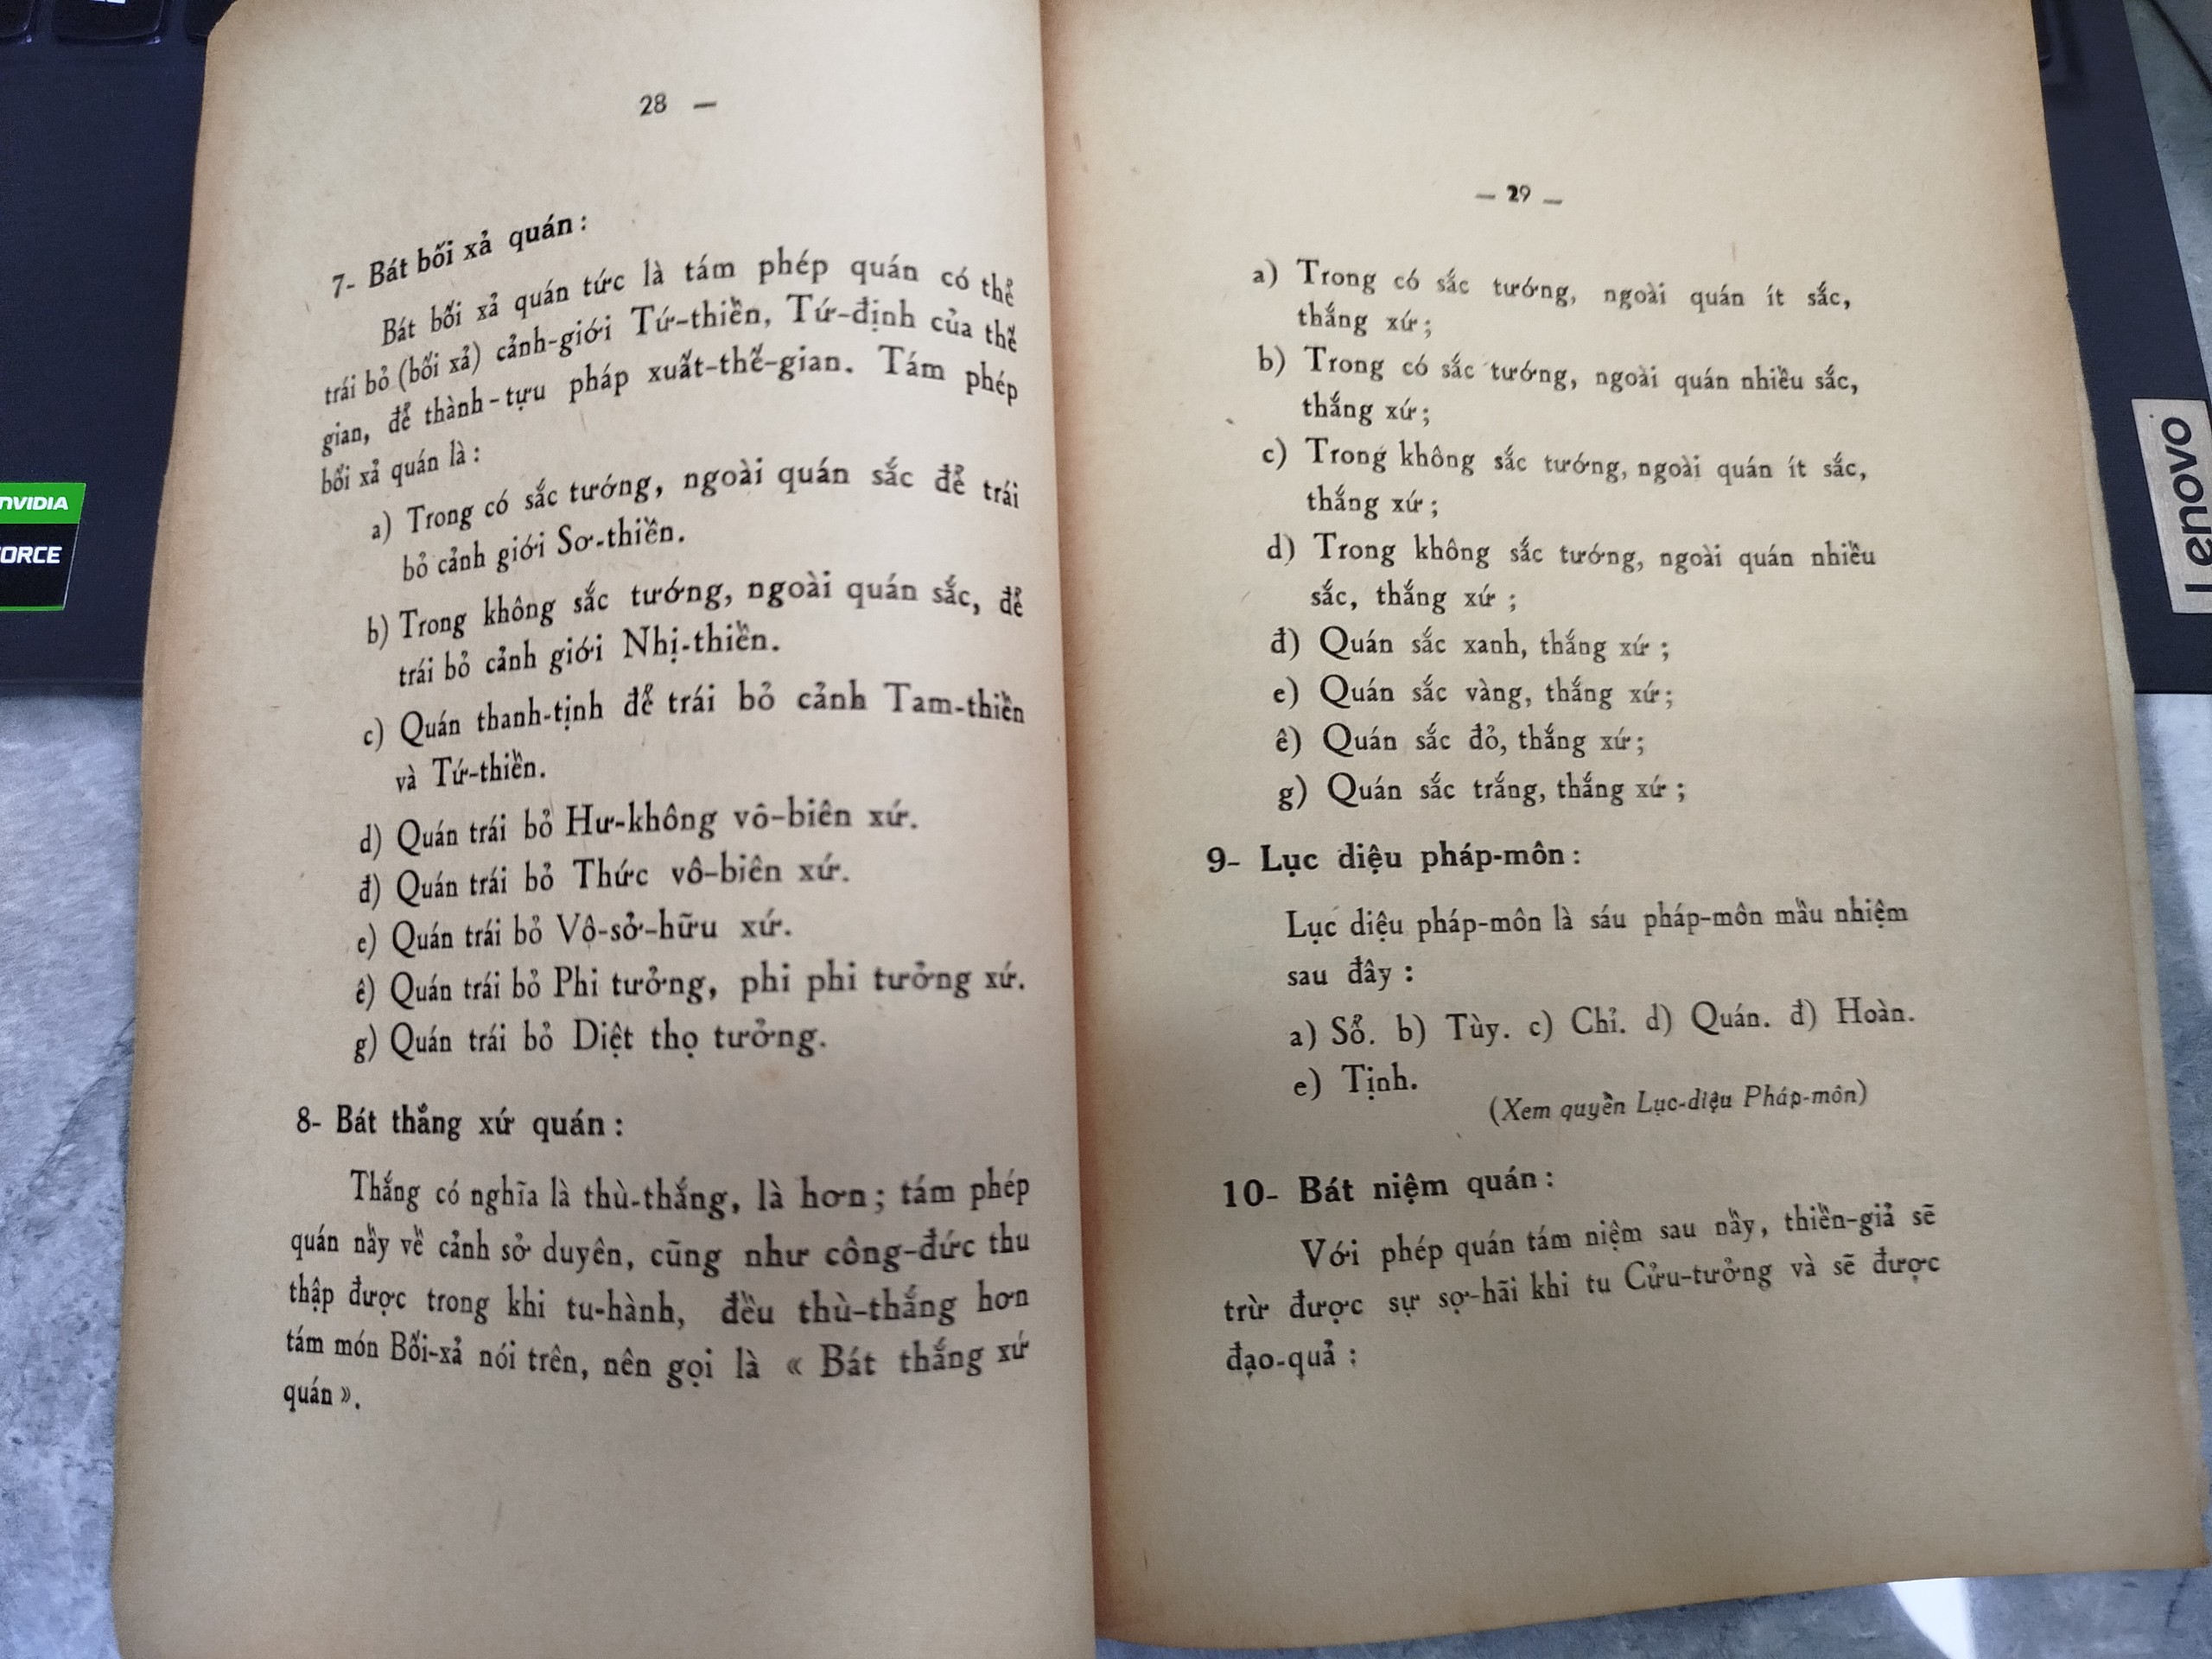 28 —
7- Bát bối xả quán :
Bát bối xả quán tức là tám phép quán có thể
trái bỏ (bối xả) cảnh-giới Tứ-thiền, Tứ-định của thế
gian, để thành-tựu pháp xuất-thế-gian. Tám phép
bối xả quán là :
a) Trong có sắc tướng, ngoài quán sắc để trái
bỏ cảnh giới Sơ-thiền.
b) Trong không sắc tướng, ngoài quán sắc, để
trái bỏ cảnh giới Nhị-thiền.
c) Quán thanh-tịnh để trái bỏ cảnh Tam-thiền
và Tứ-thiền.
d) Quán trái bỏ Hư-không vô-biên xứ.
đ) Quán trái bỏ Thức vô-biên xứ.
e) Quán trái bỏ Vô-sở-hữu xứ.
ê) Quán trái bỏ Phi tưởng, phi phi tưởng xứ.
g) Quán trái bỏ Diệt thọ tưởng.
8- Bát thắng xứ quán :
Thắng có nghĩa là thù-thắng, là hơn ; tám phép
quán nầy về cảnh sở duyên, cũng như công-đức thu
thập được trong khi tu-hành, đều thù-thắng hơn
tám món Bối-xả nói trên, nên gọi là « Bát thắng xứ
quán ».
— 29 —
a) Trong có sắc tướng, ngoài quán ít sắc,
thắng xứ ;
b) Trong có sắc tướng, ngoài quán nhiều sắc,
thắng xứ ;
c) Trong không sắc tướng, ngoài quán ít sắc,
thắng xứ ;
d) Trong không sắc tướng, ngoài quán nhiều
sắc, thắng xứ ;
đ) Quán sắc xanh, thắng xứ ;
e) Quán sắc vàng, thắng xứ ;
ê) Quán sắc đỏ, thắng xứ ;
g) Quán sắc trắng, thắng xứ ;
9- Lục diệu pháp-môn :
Lục diệu pháp-môn là sáu pháp-môn mầu nhiệm
sau đây :
a) Sổ. b) Tùy. c) Chỉ. d) Quán. đ) Hoàn.
e) Tịnh.
(Xem quyền Lục-diệu Pháp-môn)
10- Bát niệm quán :
Với phép quán tám niệm sau nầy, thiền-giả sẽ
trừ được sự sợ-hãi khi tu Cửu-tưởng và sẽ được
đạo-quả :
NVIDIA
FORCE
Lenovo